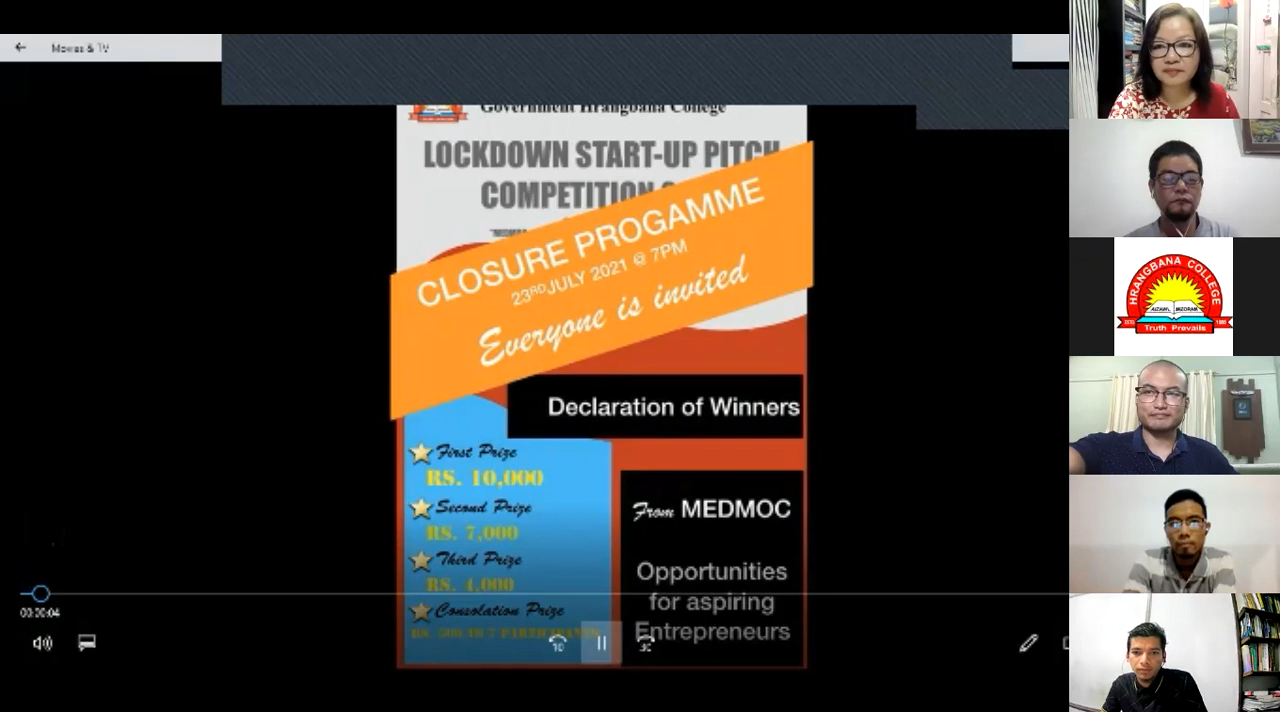 Movies & TV
Government Hrangbana College
LOCKDOWN START-UP PITCH
COMPETITION
CLOSURE PROGAMME
23RD JULY 2021 @ 7PM
Everyone is invited
Declaration of Winners
First Prize
RS. 10,000
Second Prize
RS. 7,000
Third Prize
RS. 4,000
Consolation Prize
From MEDMOC
Opportunities
for aspiring
Entrepreneurs
00:00:04
10
30
HRANGBANA COLLEGE
AIZAWL MIZORAM
Truth Prevails